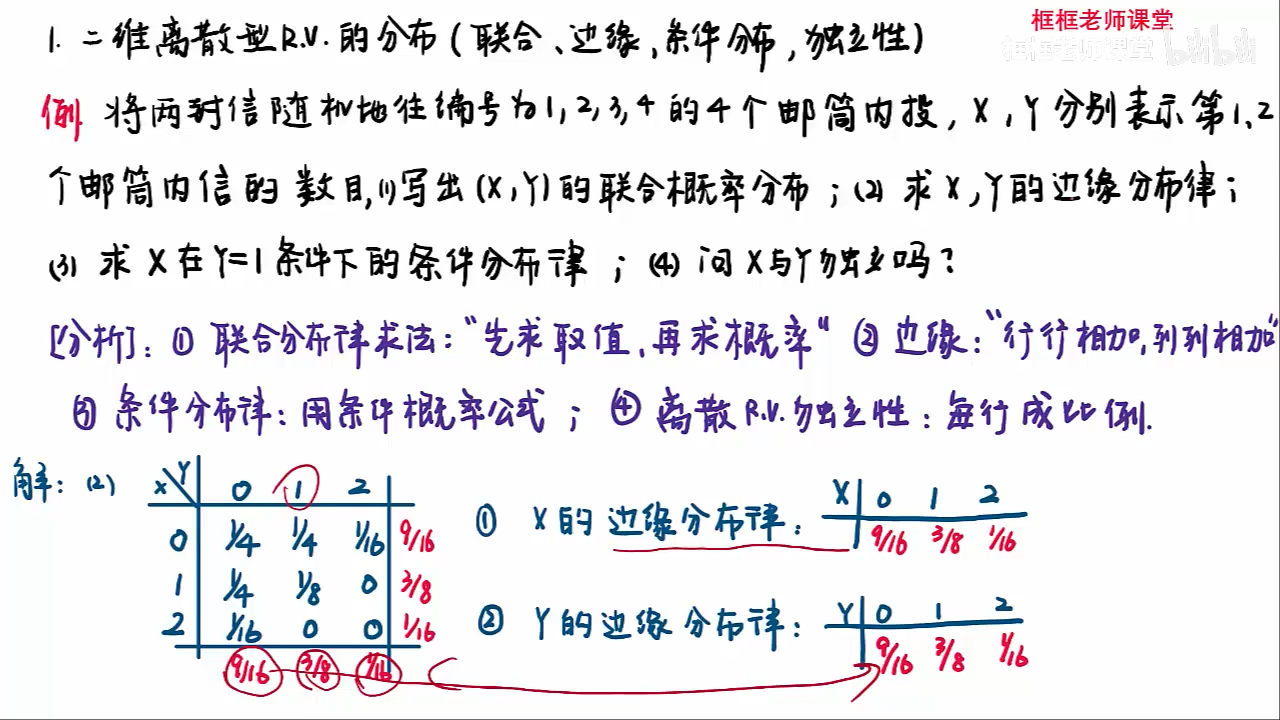 框框老师课堂
框框老师课堂 bilibili
1. 二维离散型R.V.的分布(联合、边缘、条件分布,独立性)
例 将两封信随机地往编号为1,2,3,4的4个邮筒内投,X,Y分别表示第1、2
个邮筒内信的数目,(1)写出(X,Y)的联合概率分布;(2)求X,Y的边缘分布律;
(3) 求X在Y=1条件下的条件分布律;(4)问X与Y独立吗?
[分析]:① 联合分布律求法:“先求取值,再求概率” ② 边缘:“行行相加,列列相加”
③ 条件分布律:用条件概率公式;④ 离散R.V.独立性:每行成比例.
解:(2)
X Y 0 1 2
0 1/4 1/4 1/16 9/16
1 1/4 1/8 0 3/8
2 1/16 0 0 1/16
9/16 3/8 1/16
① X的边缘分布律:
X 0 1 2
9/16 3/8 1/16
② Y的边缘分布律:
Y 0 1 2
9/16 3/8 1/16